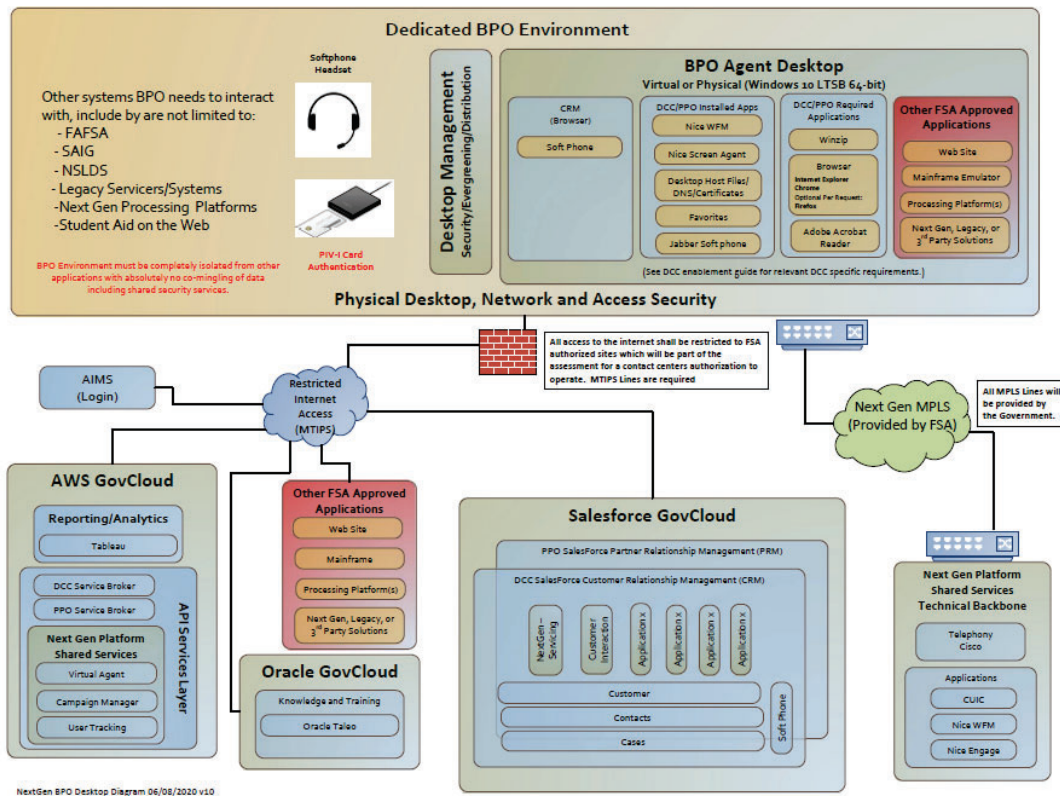 Dedicated BPO Environment
Softphone
Headset
Other systems BPO needs to interact
with, include by are not limited to:
- FAFSA
- SAIG
- NSLDS
- Legacy Servicers/Systems
-Next Gen Processing Platforms
-Student Aid on the Web
PIV-I Card
Authentication
BPO Environment must be completely isolated from other
applications with absolutely no co-mingling of data
including shared security services.
Desktop Management
Security/Evergreening/Distribution
BPO Agent Desktop
Virtual or Physical (Windows 10 LTSB 64-bit)
CRM
(Browser)
Soft Phone
DCC/PPO Installed Apps
Nice WFM
Nice Screen Agent
Desktop Host Files/
DNS/Certificates
Favorites
Jabber Soft phone
DCC/PPO Required
Applications
Winzip
Browser
Internet Explorer
Chrome
Optional Per Request:
Firefox
Adobe Acrobat
Reader
Other FSA Approved
Applications
Web Site
Mainframe Emulator
Processing Platform(s)
Next Gen, Legacy, or
3rd Party Solutions
(See DCC enablement guide for relevant DCC specific requirements.)
Physical Desktop, Network and Access Security
All access to the internet shall be restricted to FSA
authorized sites which will be part of the
assessment for a contact centers authorization to
operate. MTIPS Lines are required
AIMS
(Login)
Restricted
Internet
Access
(MTIPS)
Next Gen MPLS
(Provided by FSA)
All MPLS Lines will
be provided by
the Government.
AWS GovCloud
Reporting/Analytics
Tableau
DCC Service Broker
PPO Service Broker
API Services Layer
Next Gen Platform
Shared Services
Virtual Agent
Campaign Manager
User Tracking
Other FSA Approved
Applications
Web Site
Mainframe
Processing Platform(s)
Next Gen, Legacy, or
3rd Party Solutions
Oracle GovCloud
Knowledge and Training
Oracle Taleo
Salesforce GovCloud
PPO SalesForce Partner Relationship Management (PRM)
DCC SalesForce Customer Relationship Management (CRM)
NextGen–
Servicing
Customer
Interaction
Application x
Application x
Application x
Application x
Customer
Contacts
Cases
Soft Phone
Next Gen Platform
Shared Services
Technical Backbone
Telephony
Cisco
Applications
CUIC
Nice WFM
Nice Engage
NextGen BPO Desktop Diagram 06/08/2020 v10